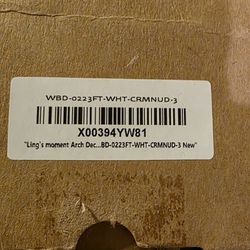 WBD-0223FT-WHT-CRMNUD-3
X00394YW81
"Ling's moment Arch Dec...BD-0223FT-WHT-CRMNUD-3 New"